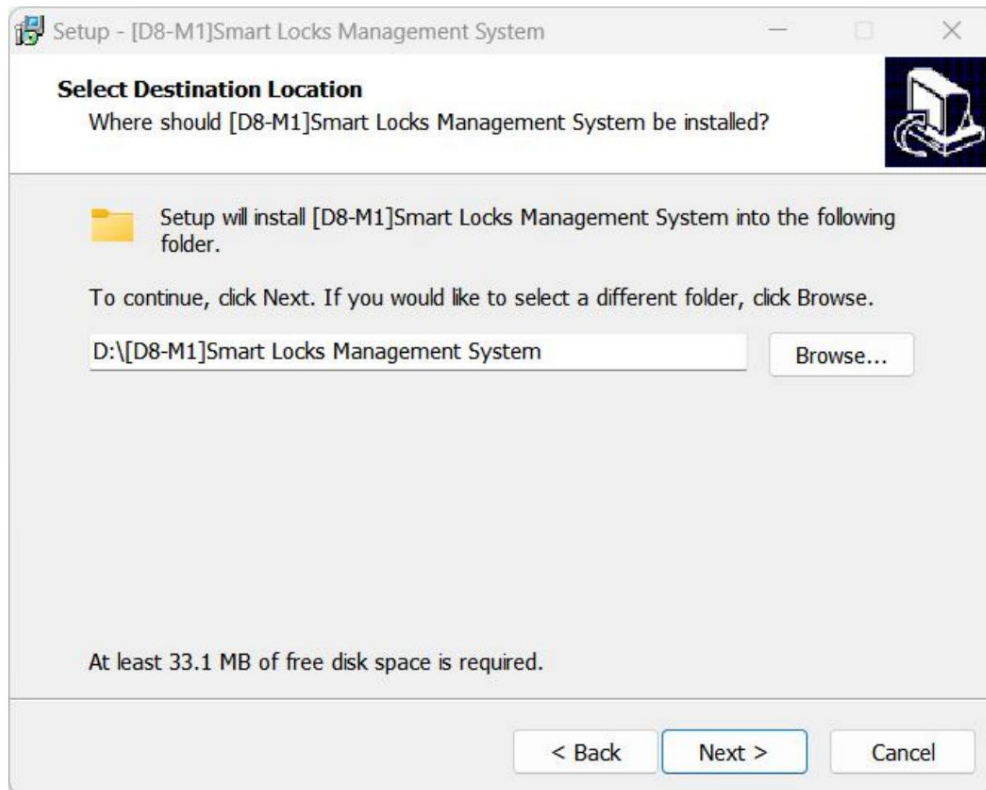 Setup - [D8-M1]Smart Locks Management System
Select Destination Location
Where should [D8-M1]Smart Locks Management System be installed?
Setup will install [D8-M1]Smart Locks Management System into the following
folder.
To continue, click Next. If you would like to select a different folder, click Browse.
D:\[D8-M1]Smart Locks Management System
Browse...
At least 33.1 MB of free disk space is required.
< Back
Next >
Cancel